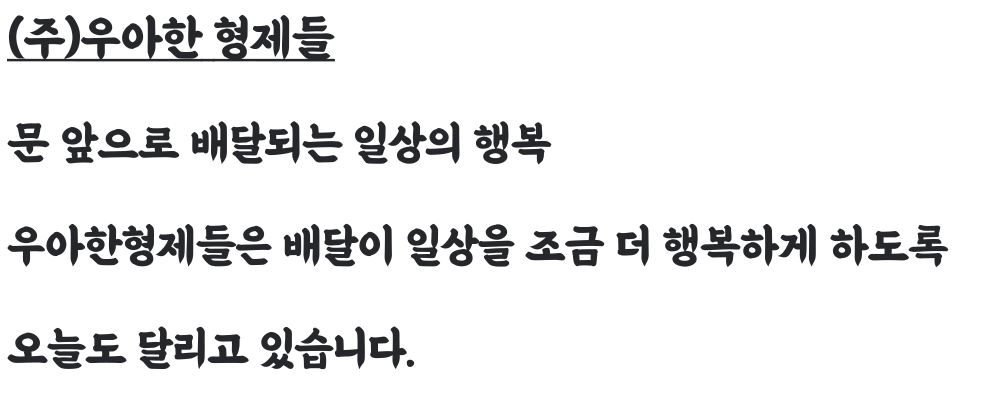 (주)우아한 형제들
문 앞으로 배달되는 일상의 행복
우아한형제들은 배달이 일상을 조금 더 행복하게 하도록
오늘도 달리고 있습니다.